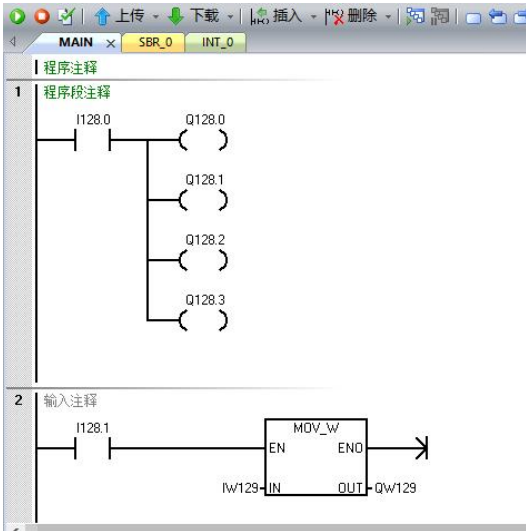 上传 下载 插入 删除
MAIN × SBR_0 INT_0
程序注释
1 程序段注释
I128.0 Q128.0
Q128.1
Q128.2
Q128.3
2 输入注释
I128.1 MOV_W
EN ENO
IW129 IN OUT QW129